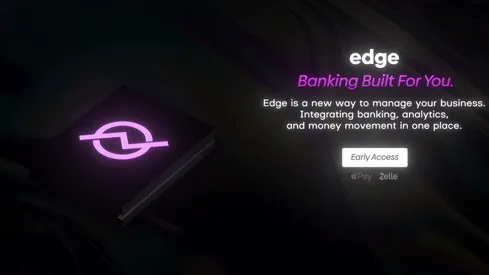 edge
Banking Built For You.
Edge is a new way to manage your business.
Integrating banking, analytics,
and money movement in one place.
Early Access
Pay Zelle